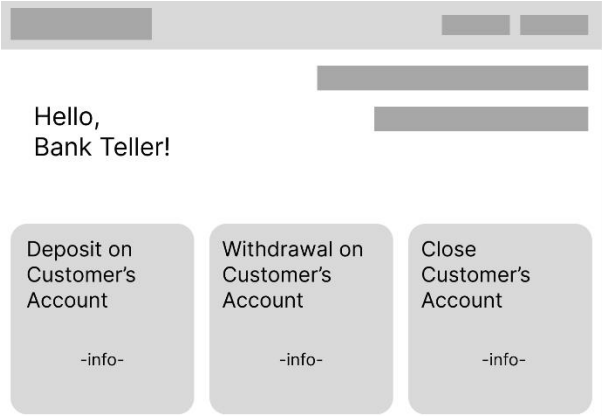 Hello,
Bank Teller!
Deposit on
Customer's
Account
-info-
Withdrawal on
Customer's
Account
-info-
Close
Customer's
Account
-info-